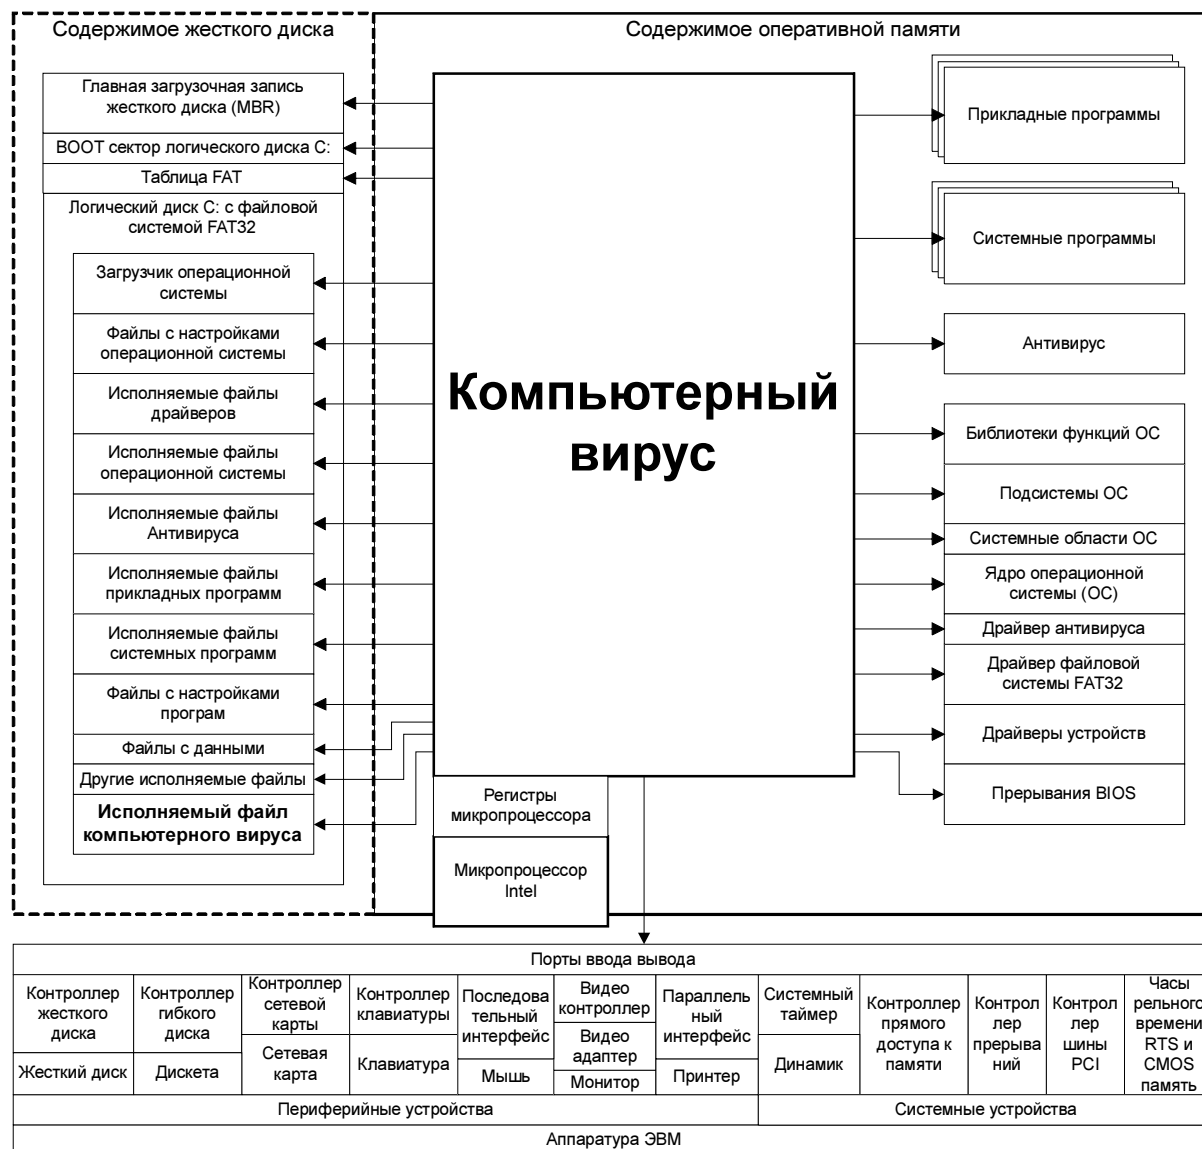 Содержимое жесткого диска
Главная загрузочная запись
жесткого диска (MBR)
BOOT сектор логического диска C:
Таблица FAT
Логический диск C: с файловой
системой FAT32
Загрузчик операционной
системы
Файлы с настройками
операционной системы
Исполняемые файлы
драйверов
Исполняемые файлы
операционной системы
Исполняемые файлы
Антивируса
Исполняемые файлы
прикладных программ
Исполняемые файлы
системных программ
Файлы с настройками
програм
Файлы с данными
Другие исполняемые файлы
Исполняемый файл
компьютерного вируса
Содержимое оперативной памяти
Компьютерный
вирус
Регистры
микропроцессора
Микропроцессор
Intel
Прикладные программы
Системные программы
Антивирус
Библиотеки функций ОС
Подсистемы ОС
Системные области ОС
Ядро операционной
системы (ОС)
Драйвер антивируса
Драйвер файловой
системы FAT32
Драйверы устройств
Прерывания BIOS
Порты ввода вывода
Контроллер
жесткого
диска
Жесткий диск
Контроллер
гибкого
диска
Дискета
Контроллер
сетевой
карты
Сетевая
карта
Контроллер
клавиатуры
Клавиатура
Последова
тельный
интерфейс
Мышь
Видео
контроллер
Видео
адаптер
Монитор
Параллель
ный
интерфейс
Принтер
Системный
таймер
Динамик
Контроллер
прямого
доступа к
памяти
Контрол
лер
прерыва
ний
Контрол
лер
шины
PCI
Часы
рельного
времени
RTS и
CMOS
память
Периферийные устройства
Системные устройства
Аппаратура ЭВМ